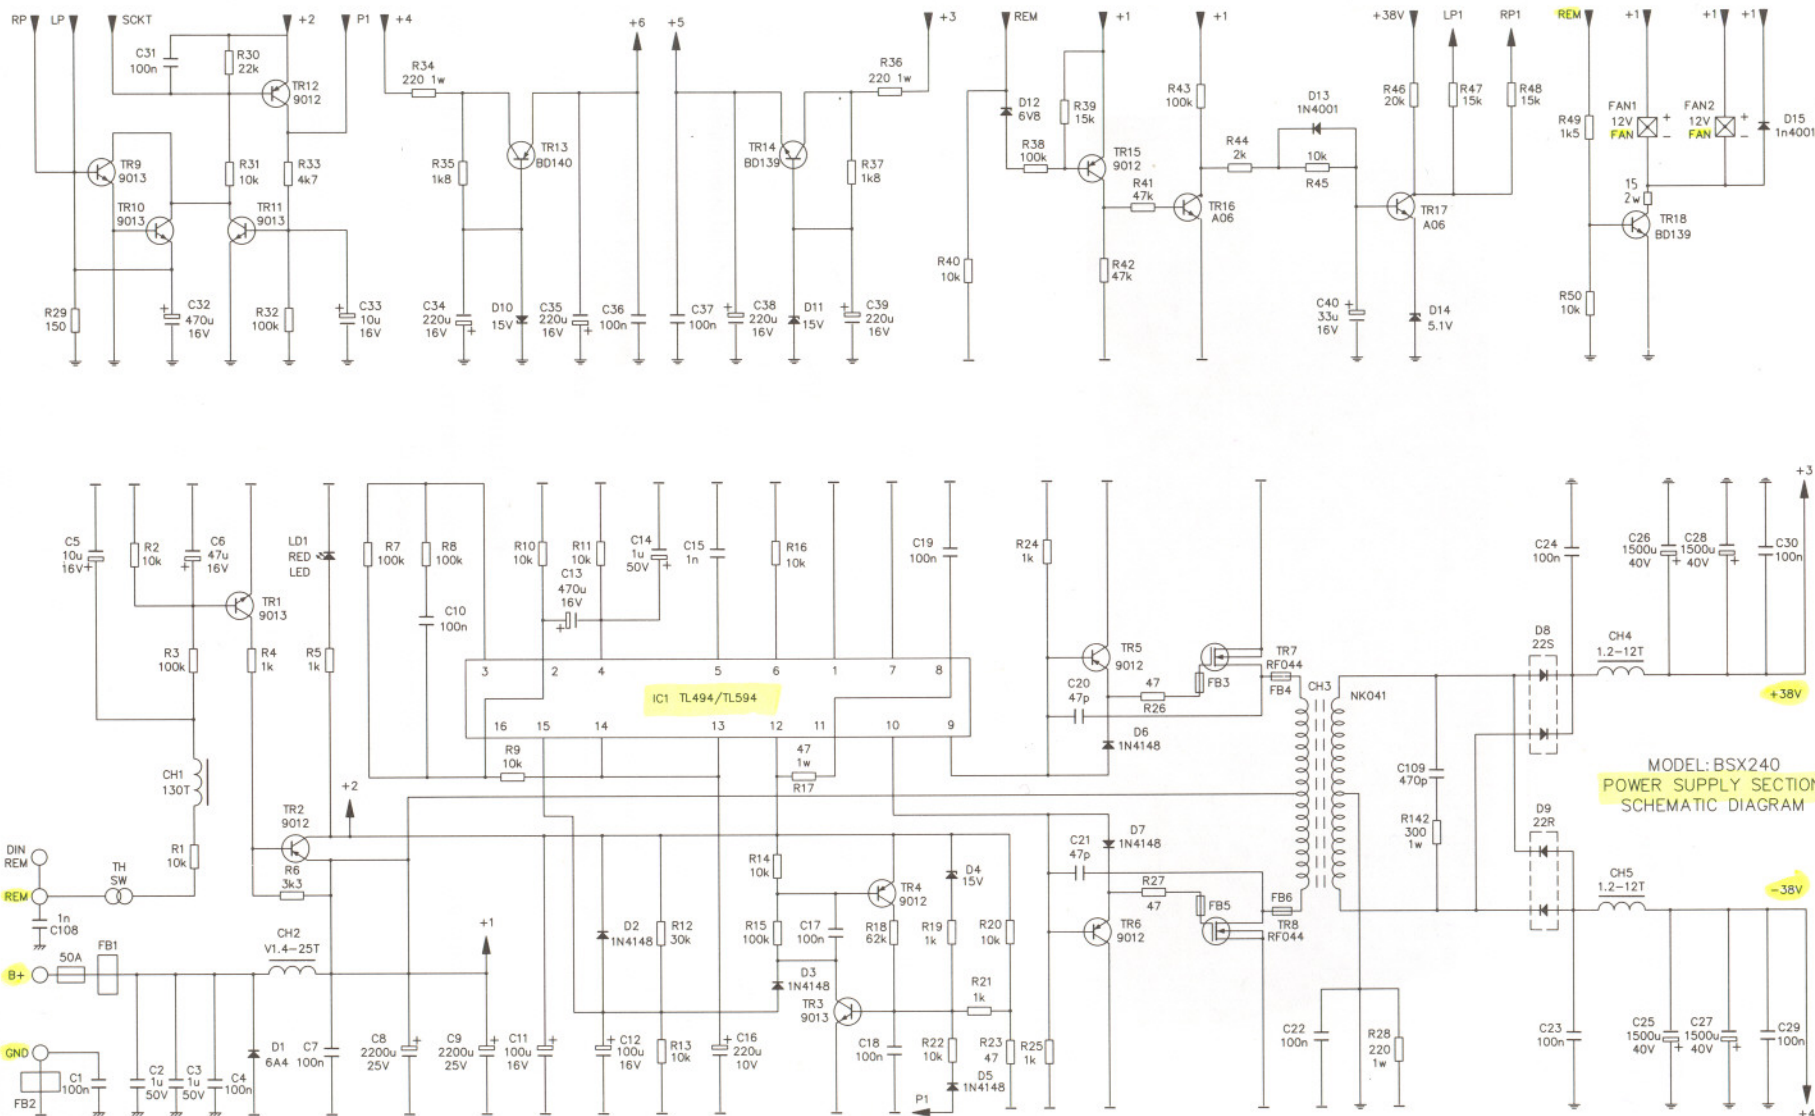 RP LP SCKT +2 P1 +4 +6 +5 +3 REM +1 +1 +38V LP1 RP1 REM +1 +1 +1
C31
100n
R30
22k
TR12
9012
R34
220 1w
R36
220 1w
D12
6V8
R39
15k
R43
100k
D13
1N4001
R46
20k
R47
15k
R48
15k
R49
1k5
FAN1
12V
FAN
+
−
FAN2
12V
FAN
+
−
D15
1n4001
TR9
9013
R31
10k
R33
4k7
R35
1k8
TR13
BD140
TR14
BD139
R37
1k8
R38
100k
TR15
9012
R44
2k
10k
R45
R41
47k
TR10
9013
TR11
9013
TR16
A06
TR17
A06
15
2w
TR18
BD139
R40
10k
R42
47k
R29
150
+
C32
470u
16V
R32
100k
+
C33
10u
16V
C34
220u
16V
+
D10
15V
C35
220u
16V
+
C36
100n
C37
100n
+
C38
220u
16V
D11
15V
+
C39
220u
16V
C40
33u
16V
+
D14
5.1V
R50
10k
+3
C5
10u
16V
+
R2
10k
C6
47u
16V
+
LD1
RED
LED
R7
100k
R8
100k
R10
10k
R11
10k
C14
1u
50V
+
C15
1n
R16
10k
C19
100n
R24
1k
C24
100n
C26
1500u
40V
+
C28
1500u
40V
+
C30
100n
C13
470u
16V
+
TR1
9013
C10
100n
R3
100k
R4
1k
R5
1k
3 2 4 5 6 1 7 8
IC1 TL494/TL594
16 15 14 13 12 11 10 9
TR5
9012
TR7
RF044
FB3
FB4
C20
47p
47
R26
D6
1N4148
CH3
NK041
D8
22S
CH4
1.2-12T
+38V
R9
10k
47
1w
R17
CH1
130T
C109
470p
MODEL: BSX240
POWER SUPPLY SECTION
SCHEMATIC DIAGRAM
+2
TR2
9012
R142
300
1w
D9
22R
DIN
REM
R1
10k
R6
3k3
R14
10k
D4
15V
D7
1N4148
C21
47p
TH
SW
REM
TR4
9012
R27
47
FB5
FB6
TR8
RF044
CH5
1.2-12T
-38V
1n
C108
CH2
V1.4-25T
+1
D2
1N4148
R12
30k
R15
100k
C17
100n
R18
62k
R19
1k
R20
10k
TR6
9012
50A
FB1
B+
D3
1N4148
TR3
9013
R21
1k
GND
FB2
C1
100n
C2
1u
50V
C3
1u
50V
C4
100n
D1
6A4
C7
100n
C8
2200u
25V
+
C9
2200u
25V
+
C11
100u
16V
+
C12
100u
16V
+
R13
10k
C16
220u
10V
+
C18
100n
R22
10k
R23
47
R25
1k
D5
1N4148
P1
C22
100n
R28
220
1w
C23
100n
C25
1500u
40V
+
C27
1500u
40V
+
C29
100n
+4